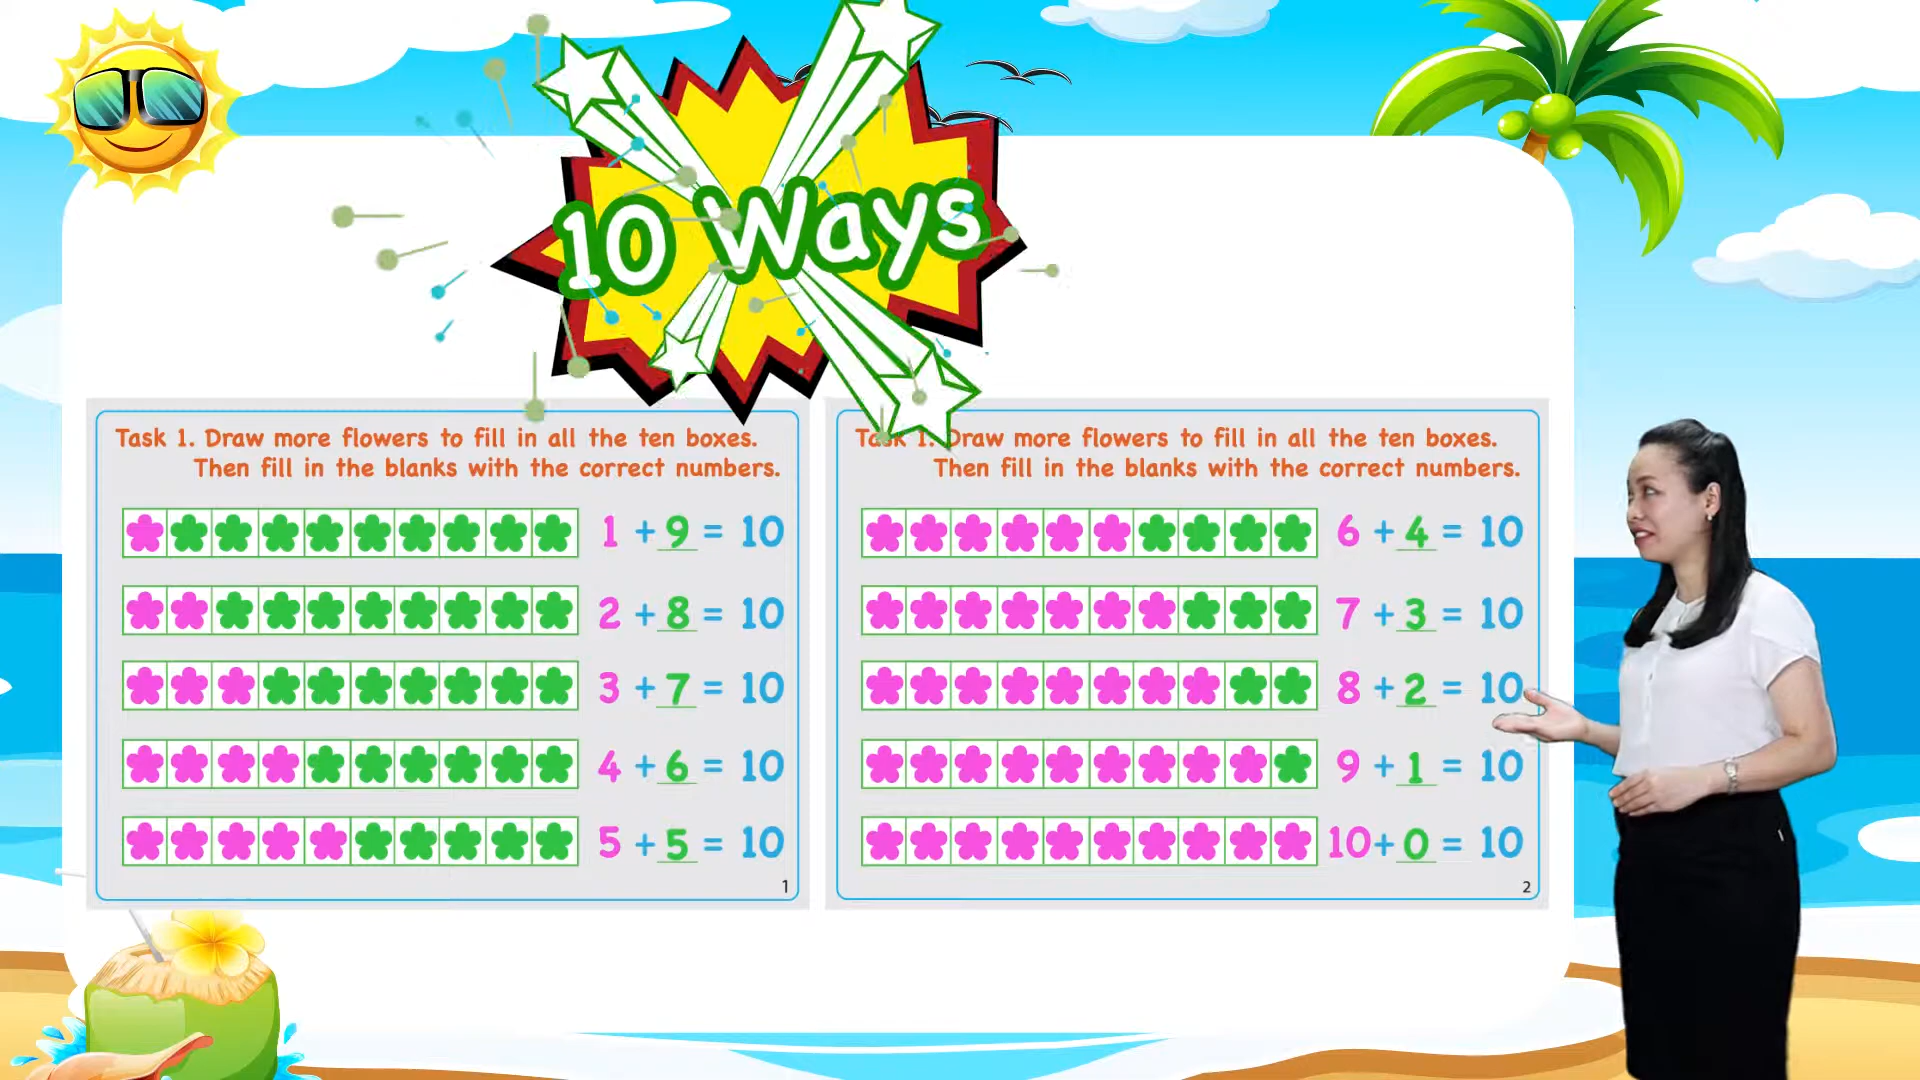 10 Ways
Task 1. Draw more flowers to fill in all the ten boxes.
Then fill in the blanks with the correct numbers.
1 + 9 = 10
2 + 8 = 10
3 + 7 = 10
4 + 6 = 10
5 + 5 = 10
1
Task 1. Draw more flowers to fill in all the ten boxes.
Then fill in the blanks with the correct numbers.
6 + 4 = 10
7 + 3 = 10
8 + 2 = 10
9 + 1 = 10
10+ 0 = 10
2